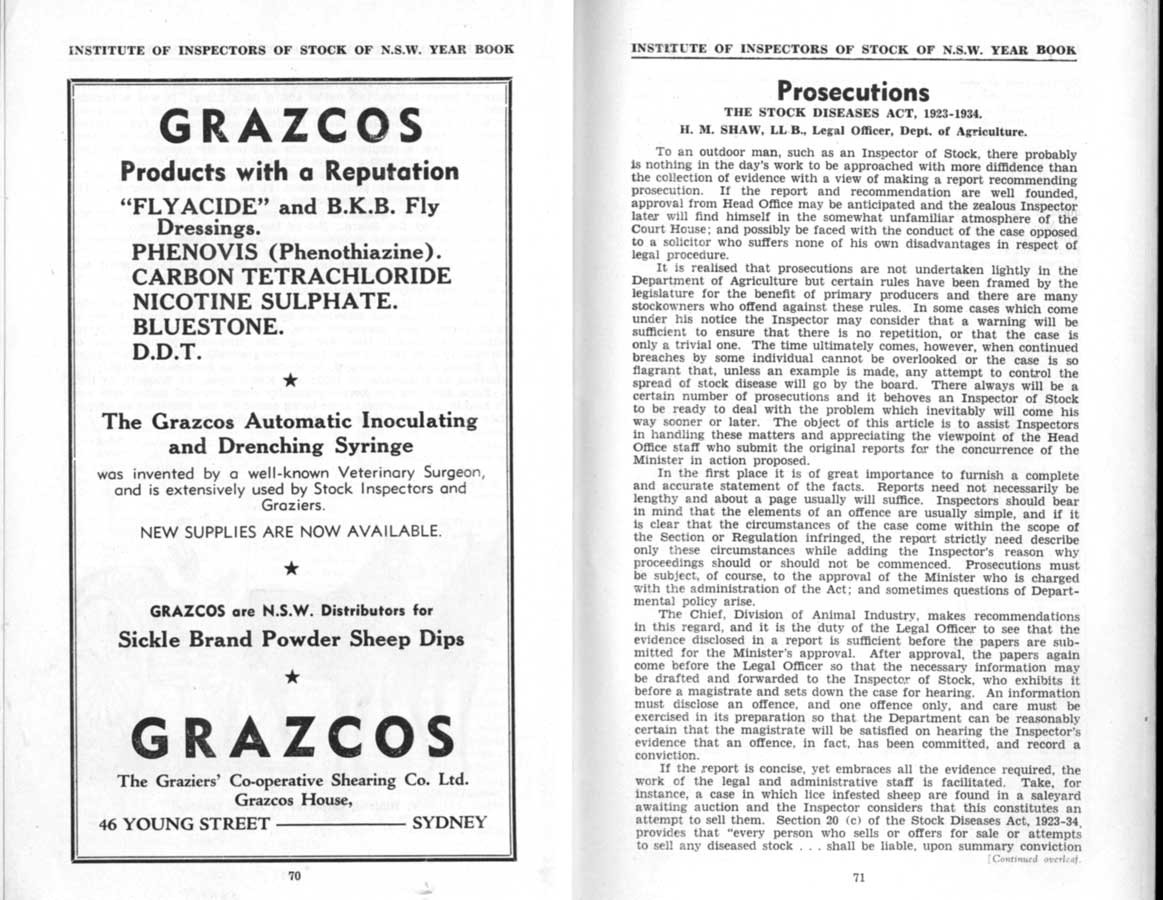 INSTITUTE OF INSPECTORS OF STOCK OF N.S.W. YEAR BOOK
GRAZCOS
Products with a Reputation
"FLYACIDE" and B.K.B. Fly
Dressings.
PHENOVIS (Phenothiazine).
CARBON TETRACHLORIDE
NICOTINE SULPHATE.
BLUESTONE.
D.D.T.
★
The Grazcos Automatic Inoculating
and Drenching Syringe
was invented by a well-known Veterinary Surgeon,
and is extensively used by Stock Inspectors and
Graziers.
NEW SUPPLIES ARE NOW AVAILABLE.
★
GRAZCOS are N.S.W. Distributors for
Sickle Brand Powder Sheep Dips
★
GRAZCOS
The Graziers' Co-operative Shearing Co. Ltd.
Grazcos House,
46 YOUNG STREET ———— SYDNEY
70
INSTITUTE OF INSPECTORS OF STOCK OF N.S.W. YEAR BOOK
Prosecutions
THE STOCK DISEASES ACT, 1923-1934.
H. M. SHAW, LL B., Legal Officer, Dept. of Agriculture.
To an outdoor man, such as an Inspector of Stock, there probably
is nothing in the day's work to be approached with more diffidence than
the collection of evidence with a view of making a report recommending
prosecution. If the report and recommendation are well founded,
approval from Head Office may be anticipated and the zealous Inspector
later will find himself in the somewhat unfamiliar atmosphere of the
Court House; and possibly be faced with the conduct of the case opposed
to a solicitor who suffers none of his own disadvantages in respect of
legal procedure.
It is realised that prosecutions are not undertaken lightly in the
Department of Agriculture but certain rules have been framed by the
legislature for the benefit of primary producers and there are many
stockowners who offend against these rules. In some cases which come
under his notice the Inspector may consider that a warning will be
sufficient to ensure that there is no repetition, or that the case is
only a trivial one. The time ultimately comes, however, when continued
breaches by some individual cannot be overlooked or the case is so
flagrant that, unless an example is made, any attempt to control the
spread of stock disease will go by the board. There always will be a
certain number of prosecutions and it behoves an Inspector of Stock
to be ready to deal with the problem which inevitably will come his
way sooner or later. The object of this article is to assist Inspectors
in handling these matters and appreciating the viewpoint of the Head
Office staff who submit the original reports for the concurrence of the
Minister in action proposed.
In the first place it is of great importance to furnish a complete
and accurate statement of the facts. Reports need not necessarily be
lengthy and about a page usually will suffice. Inspectors should bear
in mind that the elements of an offence are usually simple, and if it
is clear that the circumstances of the case come within the scope of
the Section or Regulation infringed, the report strictly need describe
only these circumstances while adding the Inspector's reason why
proceedings should or should not be commenced. Prosecutions must
be subject, of course, to the approval of the Minister who is charged
with the administration of the Act; and sometimes questions of Depart-
mental policy arise.
The Chief, Division of Animal Industry, makes recommendations
in this regard, and it is the duty of the Legal Officer to see that the
evidence disclosed in a report is sufficient before the papers are sub-
mitted for the Minister's approval. After approval, the papers again
come before the Legal Officer so that the necessary information may
be drafted and forwarded to the Inspector of Stock, who exhibits it
before a magistrate and sets down the case for hearing. An information
must disclose an offence, and one offence only, and care must be
exercised in its preparation so that the Department can be reasonably
certain that the magistrate will be satisfied on hearing the Inspector's
evidence that an offence, in fact, has been committed, and record a
conviction.
If the report is concise, yet embraces all the evidence required, the
work of the legal and administrative staff is facilitated. Take, for
instance, a case in which lice infested sheep are found in a saleyard
awaiting auction and the Inspector considers that this constitutes an
attempt to sell them. Section 20 (c) of the Stock Diseases Act, 1923-34,
provides that "every person who sells or offers for sale or attempts
to sell any diseased stock . . . shall be liable, upon summary conviction
[Continued overleaf.
71